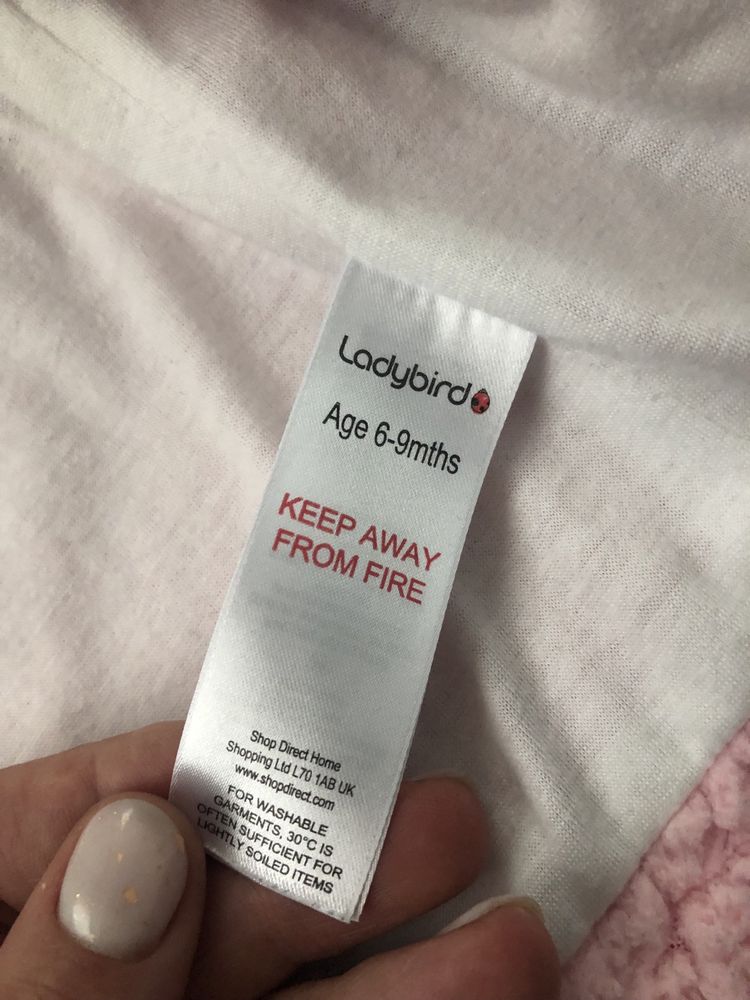 Ladybird
Age 6-9mths
KEEP AWAY
FROM FIRE
Shop Direct Home
Shopping Ltd L70 1AB UK
www.shopdirect.com
FOR WASHABLE
GARMENTS, 30°C IS
OFTEN SUFFICIENT FOR
LIGHTLY SOILED ITEMS